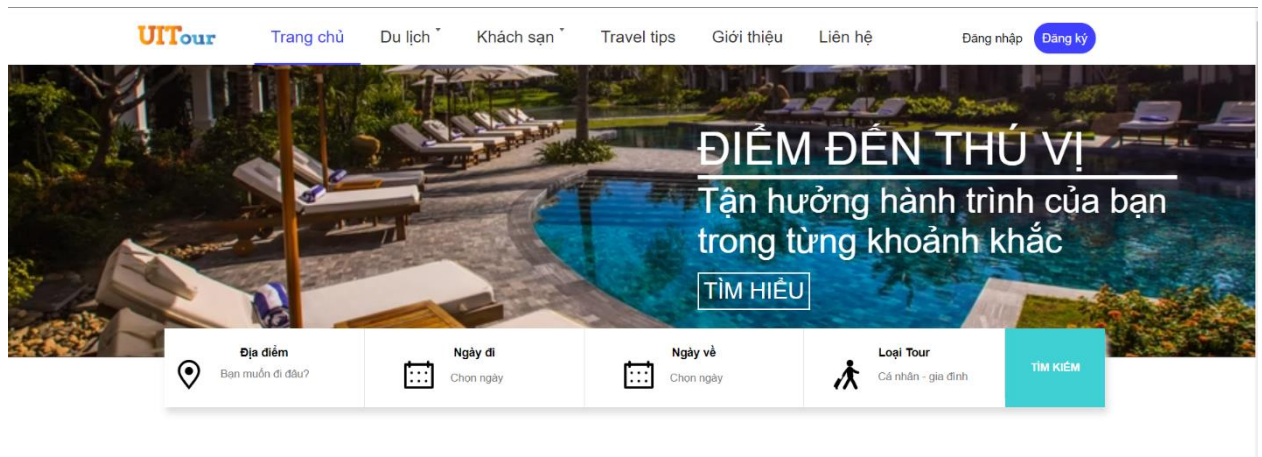 UITour
Trang chủ
Du lịch
Khách sạn
Travel tips
Giới thiệu
Liên hệ
Đăng nhập
Đăng ký
ĐIỂM ĐẾN THÚ VỊ
Tận hưởng hành trình của bạn
trong từng khoảnh khắc
TÌM HIỂU
Địa điểm
Bạn muốn đi đâu?
Ngày đi
Chọn ngày
Ngày về
Chọn ngày
Loại Tour
Cá nhân - gia đình
TÌM KIẾM